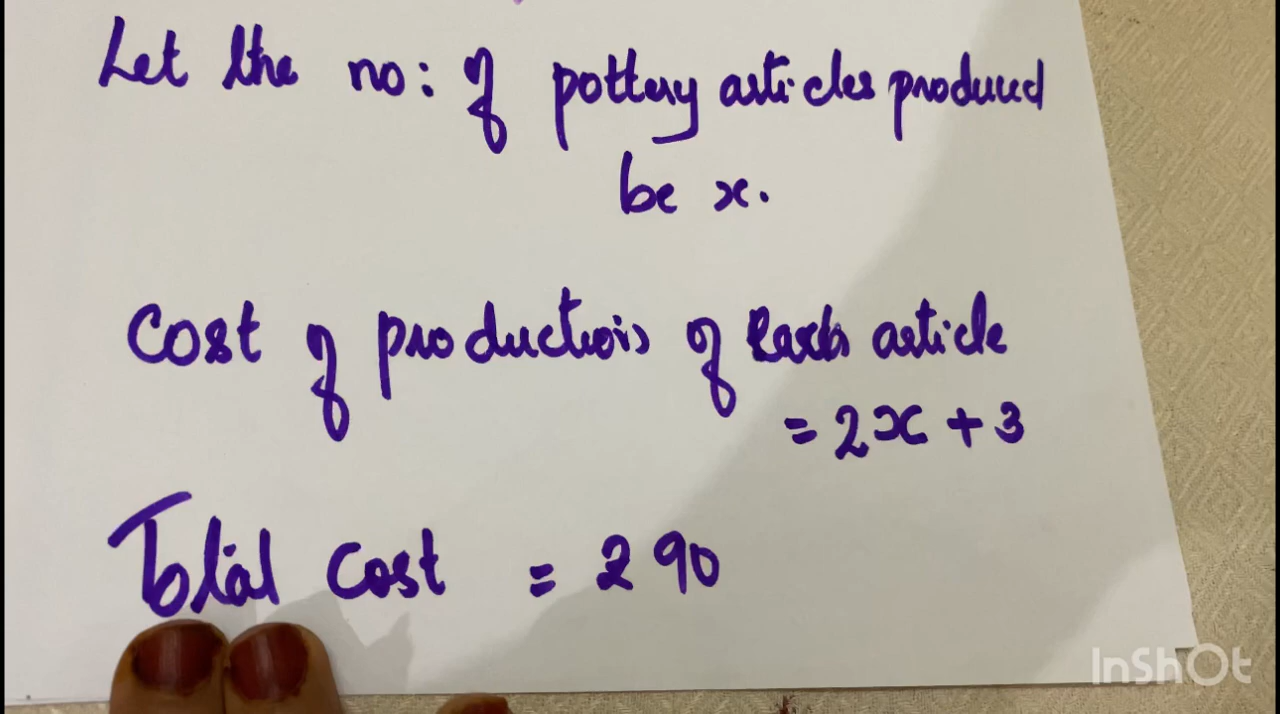 Let the no: of pottery articles produced
be x.
Cost of production of each article
= 2x + 3
Total Cost = 290
InShOt